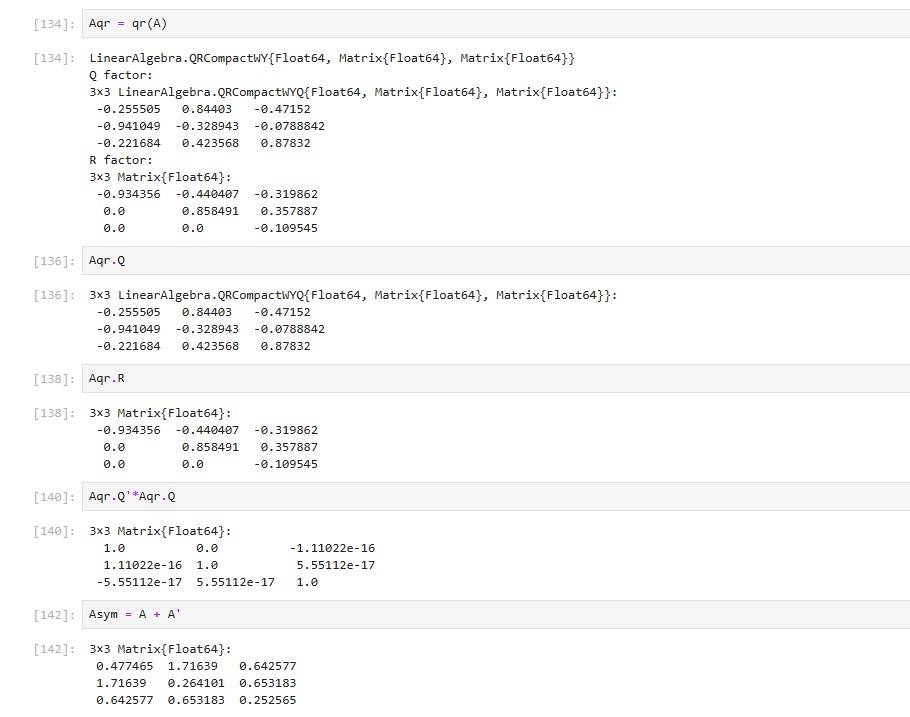 [134]: Aqr = qr(A)
[134]: LinearAlgebra.QRCompactWY{Float64, Matrix{Float64}, Matrix{Float64}}
Q factor:
3×3 LinearAlgebra.QRCompactWYQ{Float64, Matrix{Float64}, Matrix{Float64}}:
-0.255505 0.84403 -0.47152
-0.941049 -0.328943 -0.0788842
-0.221684 0.423568 0.87832
R factor:
3×3 Matrix{Float64}:
-0.934356 -0.440407 -0.319862
0.0 0.858491 0.357887
0.0 0.0 -0.109545
[136]: Aqr.Q
[136]: 3×3 LinearAlgebra.QRCompactWYQ{Float64, Matrix{Float64}, Matrix{Float64}}:
-0.255505 0.84403 -0.47152
-0.941049 -0.328943 -0.0788842
-0.221684 0.423568 0.87832
[138]: Aqr.R
[138]: 3×3 Matrix{Float64}:
-0.934356 -0.440407 -0.319862
0.0 0.858491 0.357887
0.0 0.0 -0.109545
[140]: Aqr.Q'*Aqr.Q
[140]: 3×3 Matrix{Float64}:
1.0 0.0 -1.11022e-16
1.11022e-16 1.0 5.55112e-17
-5.55112e-17 5.55112e-17 1.0
[142]: Asym = A + A'
[142]: 3×3 Matrix{Float64}:
0.477465 1.71639 0.642577
1.71639 0.264101 0.653183
0.642577 0.653183 0.252565